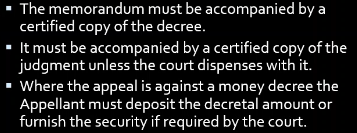 ▪ The memorandum must be accompanied by a
certified copy of the decree.
▪ It must be accompanied by a certified copy of the
judgment unless the court dispenses with it.
▪ Where the appeal is against a money decree the
Appellant must deposit the decretal amount or
furnish the security if required by the court.